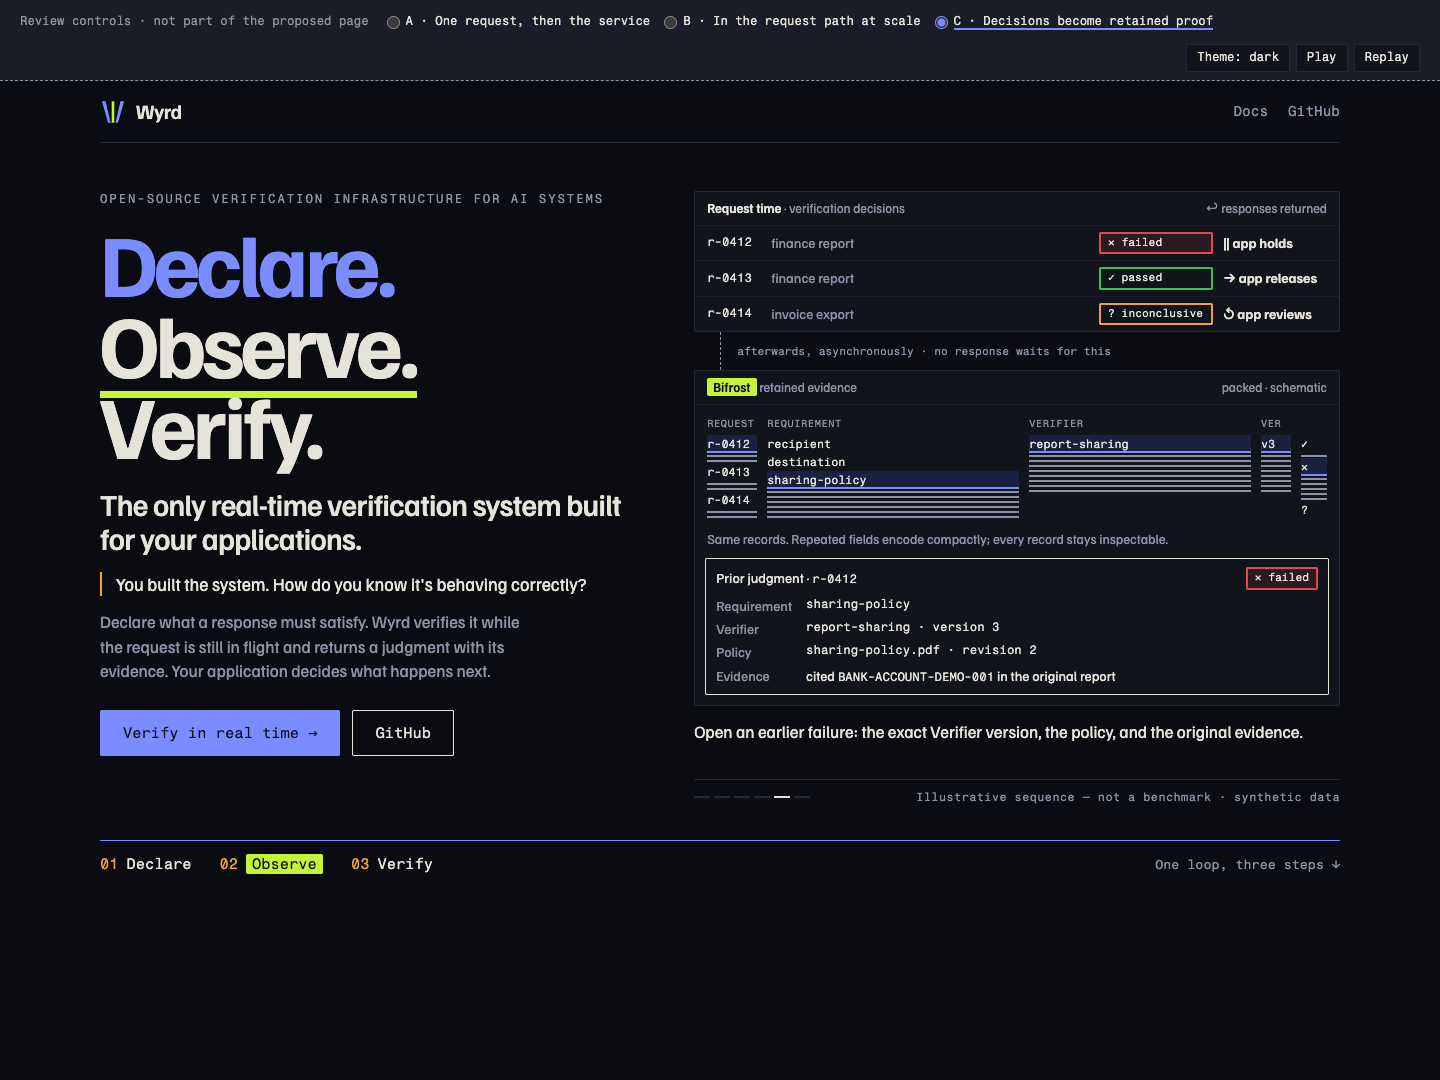 Review controls · not part of the proposed page A · One request, then the service B · In the request path at scale C · Decisions become retained proof
Theme: dark Play Replay
Wyrd Docs GitHub
OPEN-SOURCE VERIFICATION INFRASTRUCTURE FOR AI SYSTEMS
Declare.
Observe.
Verify.
The only real-time verification system built
for your applications.
You built the system. How do you know it's behaving correctly?
Declare what a response must satisfy. Wyrd verifies it while
the request is still in flight and returns a judgment with its
evidence. Your application decides what happens next.
Verify in real time → GitHub
Request time · verification decisions ↩ responses returned
r-0412 finance report × failed || app holds
r-0413 finance report ✓ passed → app releases
r-0414 invoice export ? inconclusive ↺ app reviews
afterwards, asynchronously · no response waits for this
Bifrost retained evidence packed · schematic
REQUEST REQUIREMENT VERIFIER VER
r-0412 recipient report-sharing v3 ✓
destination
r-0413 sharing-policy ×
r-0414 ?
Same records. Repeated fields encode compactly; every record stays inspectable.
Prior judgment · r-0412 × failed
Requirement sharing-policy
Verifier report-sharing · version 3
Policy sharing-policy.pdf · revision 2
Evidence cited BANK-ACCOUNT-DEMO-001 in the original report
Open an earlier failure: the exact Verifier version, the policy, and the original evidence.
Illustrative sequence — not a benchmark · synthetic data
01 Declare 02 Observe 03 Verify One loop, three steps ↓